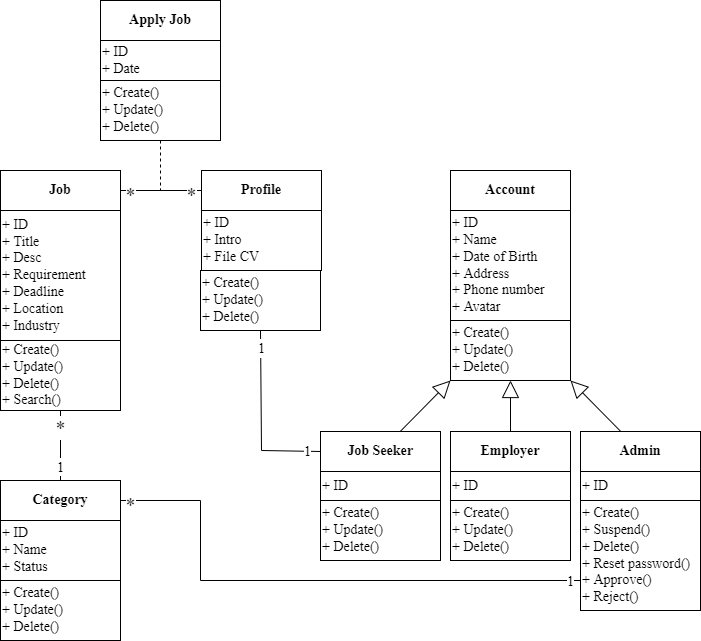 Apply Job
+ ID
+ Date
+ Create()
+ Update()
+ Delete()
Job
+ ID
+ Title
+ Desc
+ Requirement
+ Deadline
+ Location
+ Industry
+ Create()
+ Update()
+ Delete()
+ Search()
*
*
Profile
+ ID
+ Intro
+ File CV
+ Create()
+ Update()
+ Delete()
Account
+ ID
+ Name
+ Date of Birth
+ Address
+ Phone number
+ Avatar
+ Create()
+ Update()
+ Delete()
1
1
*
1
Job Seeker
+ ID
+ Create()
+ Update()
+ Delete()
Employer
+ ID
+ Create()
+ Update()
+ Delete()
Admin
+ ID
+ Create()
+ Suspend()
+ Delete()
+ Reset password()
+ Approve()
+ Reject()
Category
+ ID
+ Name
+ Status
+ Create()
+ Update()
+ Delete()
*
1